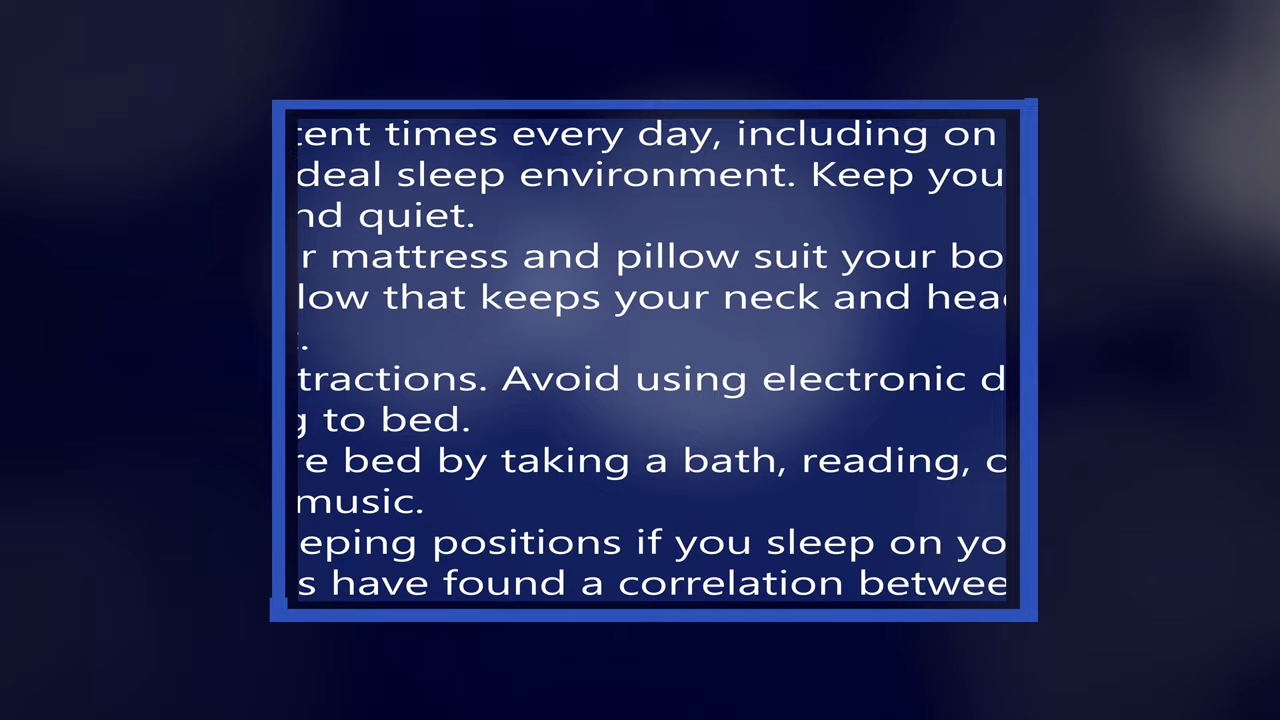 tent times every day, including on
deal sleep environment. Keep you
nd quiet.
r mattress and pillow suit your bo
low that keeps your neck and head
.
tractions. Avoid using electronic d
g to bed.
re bed by taking a bath, reading, o
music.
eping positions if you sleep on yo
s have found a correlation betwee